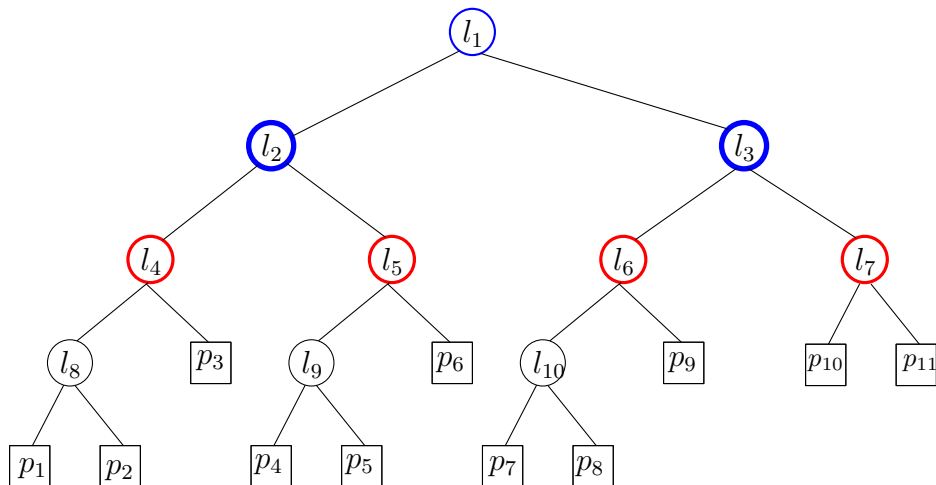 l₁
l₂ l₃
l₄ l₅ l₆ l₇
l₈ p₃ l₉ p₆ l₁₀ p₉ p₁₀ p₁₁
p₁ p₂ p₄ p₅ p₇ p₈